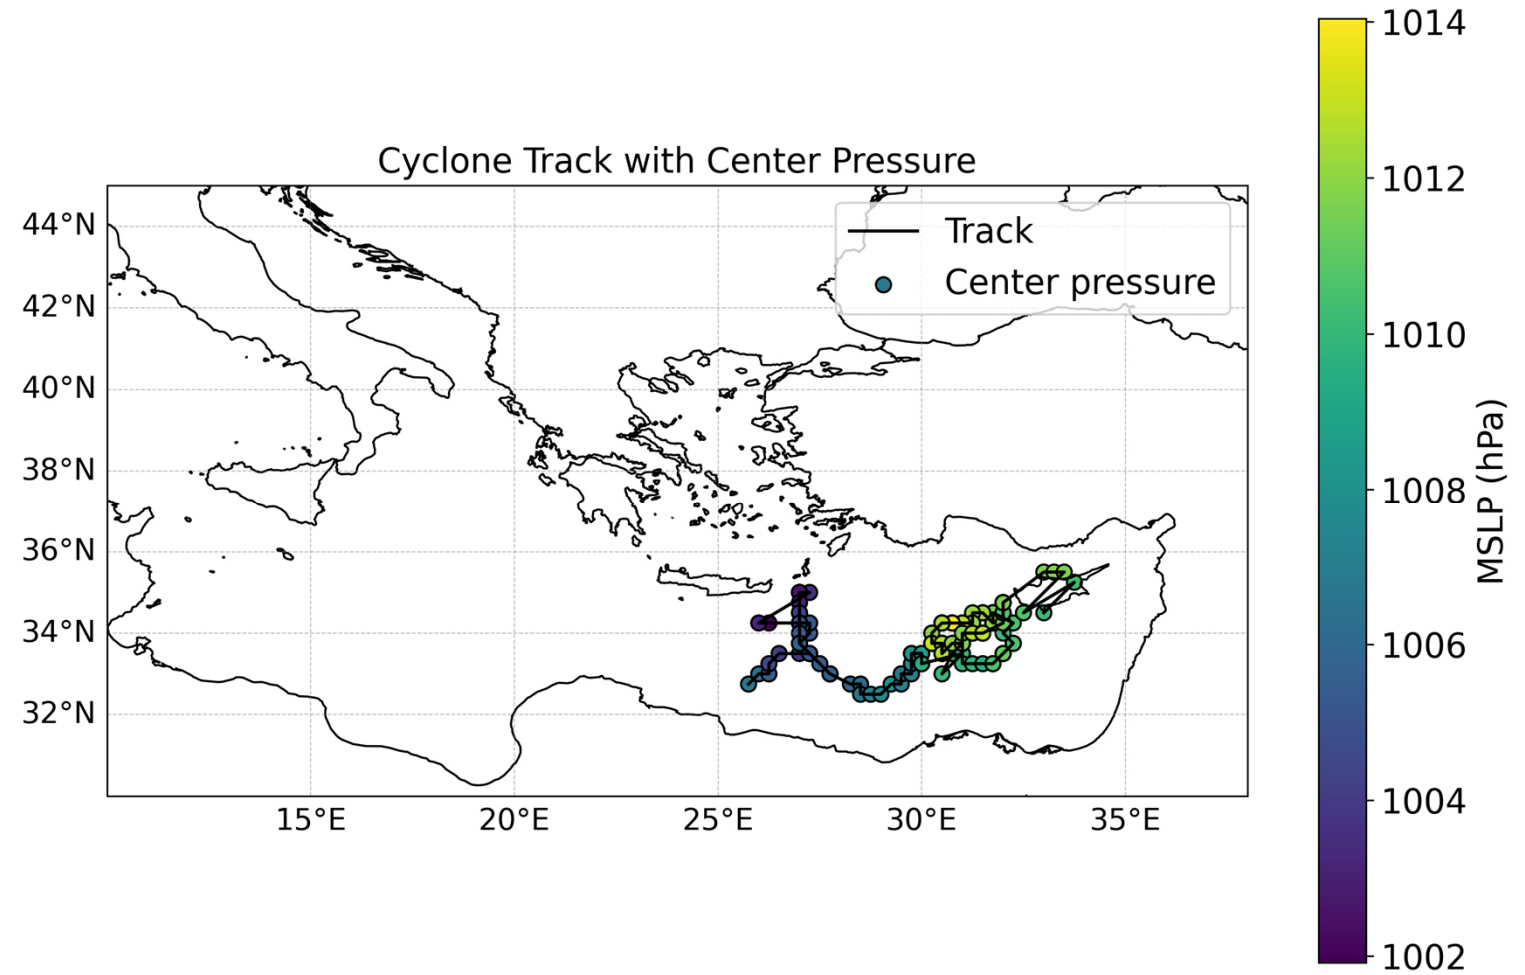 Cyclone Track with Center Pressure
Track
Center pressure
44°N
42°N
40°N
38°N
36°N
34°N
32°N
15°E
20°E
25°E
30°E
35°E
1014
1012
1010
1008
1006
1004
1002
MSLP (hPa)